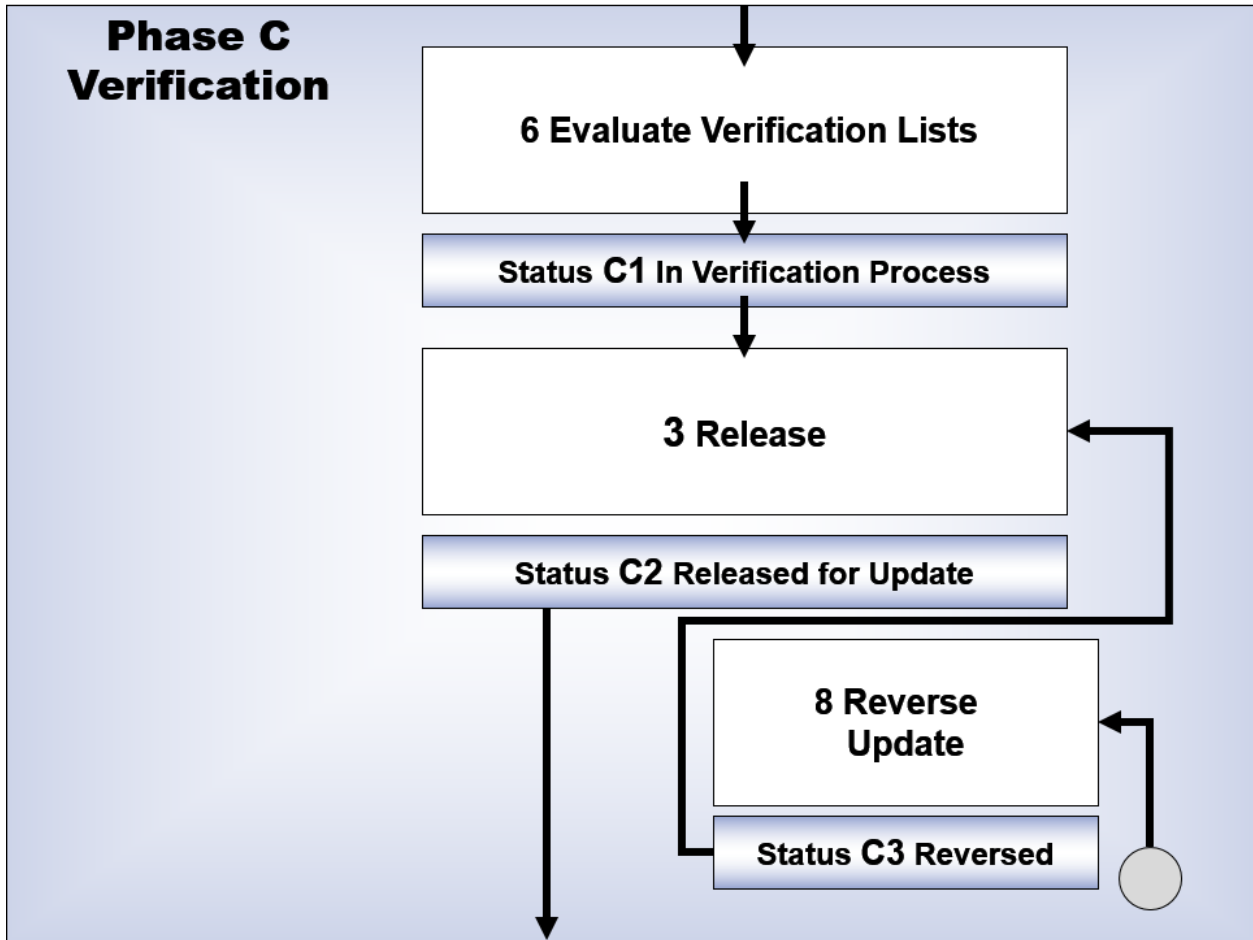 Phase C
Verification
6 Evaluate Verification Lists
Status C1 In Verification Process
3 Release
Status C2 Released for Update
8 Reverse
Update
Status C3 Reversed